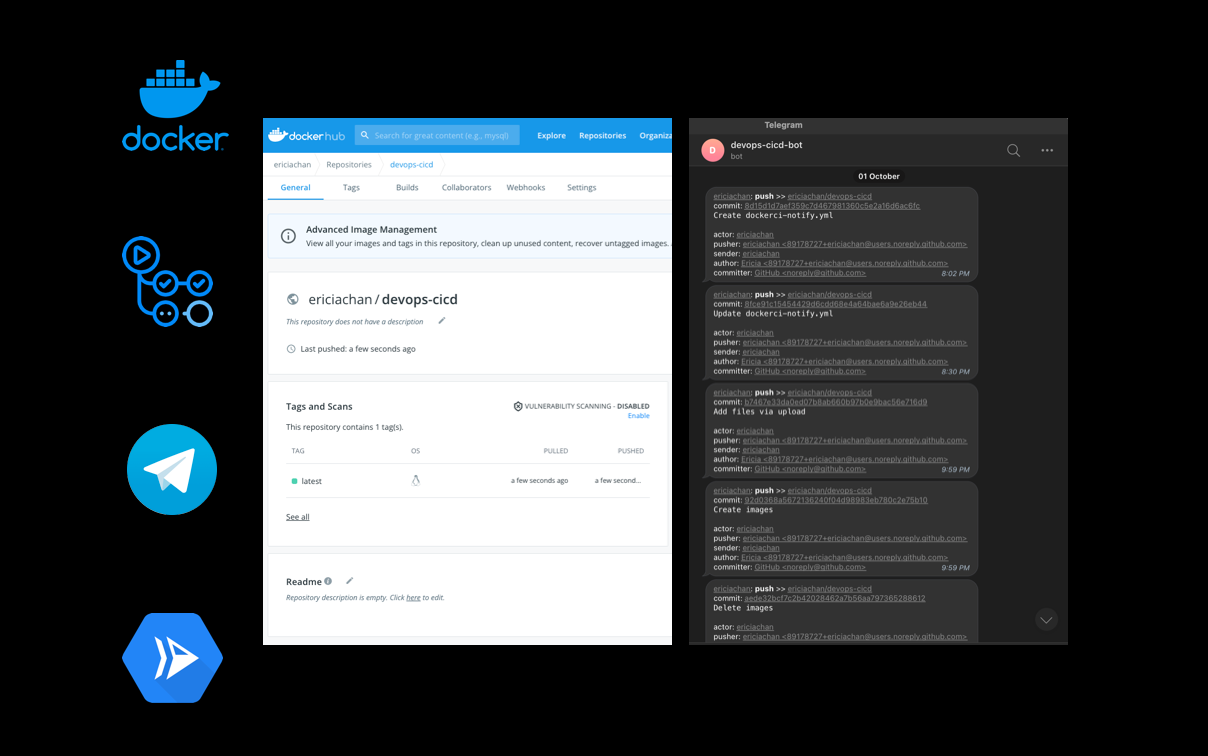 docker
docker hub
Search for great content (e.g., mysql)
Explore
Repositories
Organiza
ericiachan
Repositories
devops-cicd
General
Tags
Builds
Collaborators
Webhooks
Settings
Advanced Image Management
View all your images and tags in this repository, clean up unused content, recover untagged images.
ericiachan / devops-cicd
This repository does not have a description
Last pushed: a few seconds ago
Tags and Scans
VULNERABILITY SCANNING - DISABLED
Enable
This repository contains 1 tag(s).
TAG
OS
PULLED
PUSHED
latest
a few seconds ago
a few second...
See all
Readme
Repository description is empty. Click here to edit.
Telegram
D
devops-cicd-bot
bot
01 October
ericiachan: push >> ericiachan/devops-cicd
commit: 8d15d1d7aef359c7d467981360c5e2a16d6ac6fc
Create dockerci-notify.yml
actor: ericiachan
pusher: ericiachan <89178727+ericiachan@users.noreply.github.com>
sender: ericiachan
author: Ericia <89178727+ericiachan@users.noreply.github.com>
committer: GitHub <noreply@github.com>
8:02 PM
ericiachan: push >> ericiachan/devops-cicd
commit: 8fce91c15454429d6cdd68e4a64bae6a9e26eb44
Update dockerci-notify.yml
actor: ericiachan
pusher: ericiachan <89178727+ericiachan@users.noreply.github.com>
sender: ericiachan
author: Ericia <89178727+ericiachan@users.noreply.github.com>
committer: GitHub <noreply@github.com>
8:30 PM
ericiachan: push >> ericiachan/devops-cicd
commit: b7467e33da0ed07b8ab660b97b0e9bac56e716d9
Add files via upload
actor: ericiachan
pusher: ericiachan <89178727+ericiachan@users.noreply.github.com>
sender: ericiachan
author: Ericia <89178727+ericiachan@users.noreply.github.com>
committer: GitHub <noreply@github.com>
9:59 PM
ericiachan: push >> ericiachan/devops-cicd
commit: 92d0368a5672136240f04d98983eb780c2e75b10
Create images
actor: ericiachan
pusher: ericiachan <89178727+ericiachan@users.noreply.github.com>
sender: ericiachan
author: Ericia <89178727+ericiachan@users.noreply.github.com>
committer: GitHub <noreply@github.com>
9:59 PM
ericiachan: push >> ericiachan/devops-cicd
commit: aede32bcf7c2b42028462a7b56aa797365288612
Delete images
actor: ericiachan
pusher: ericiachan <89178727+ericiachan@users.noreply.github.com>